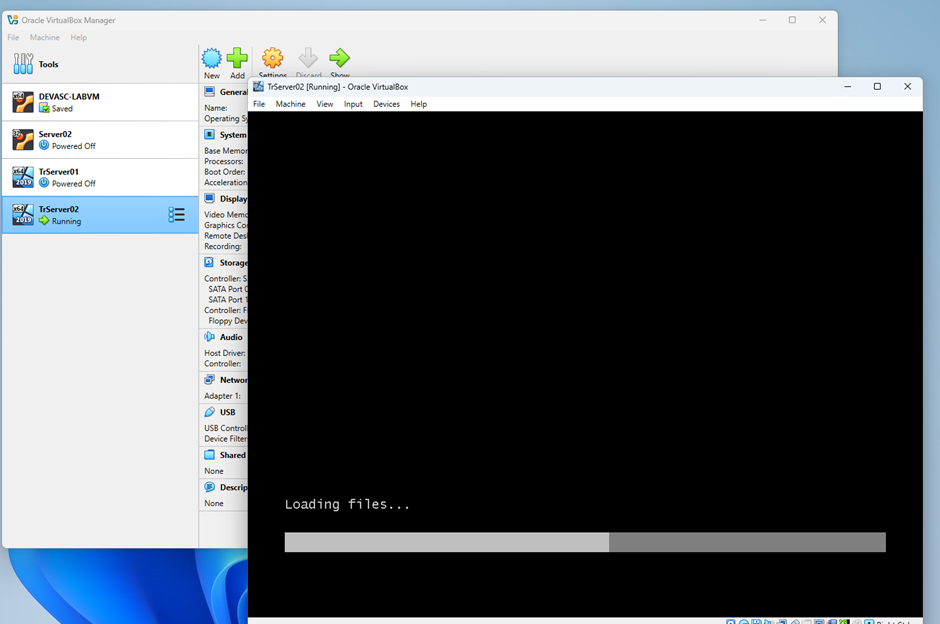 Oracle VirtualBox Manager
File Machine Help
Tools
New Add Settings Discard Show
DEVASC-LABVM
Saved
Server02
Powered Off
TrServer01
Powered Off
TrServer02
Running
General
Name:
Operating Sy
System
Base Memor
Processors:
Boot Order:
Acceleration
Display
Video Memo
Graphics Co
Remote Desk
Recording:
Storage
Controller: S
SATA Port 0
SATA Port 1
Controller: F
Floppy Dev
Audio
Host Driver:
Controller:
Networ
Adapter 1:
USB
USB Control
Device Filter
Shared
None
Descrip
None
TrServer02 [Running] - Oracle VirtualBox
File Machine View Input Devices Help
Loading files...